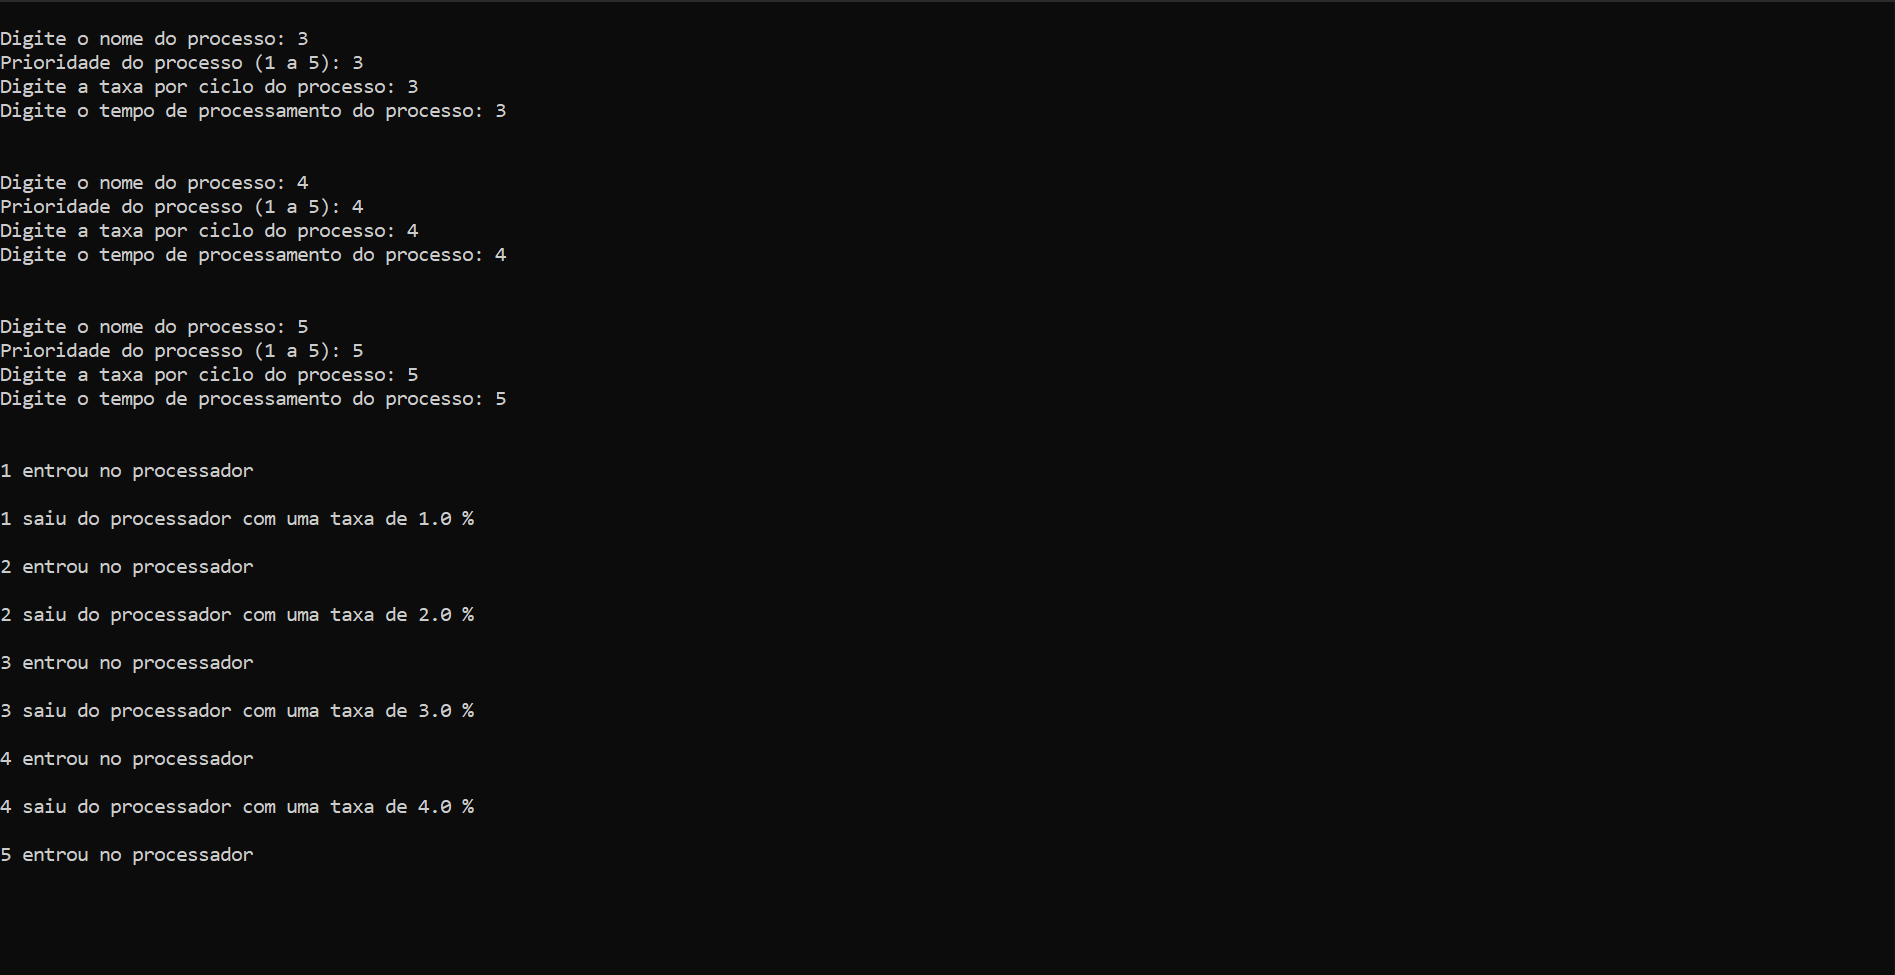 Digite o nome do processo: 3
Prioridade do processo (1 a 5): 3
Digite a taxa por ciclo do processo: 3
Digite o tempo de processamento do processo: 3
Digite o nome do processo: 4
Prioridade do processo (1 a 5): 4
Digite a taxa por ciclo do processo: 4
Digite o tempo de processamento do processo: 4
Digite o nome do processo: 5
Prioridade do processo (1 a 5): 5
Digite a taxa por ciclo do processo: 5
Digite o tempo de processamento do processo: 5
1 entrou no processador
1 saiu do processador com uma taxa de 1.0 %
2 entrou no processador
2 saiu do processador com uma taxa de 2.0 %
3 entrou no processador
3 saiu do processador com uma taxa de 3.0 %
4 entrou no processador
4 saiu do processador com uma taxa de 4.0 %
5 entrou no processador